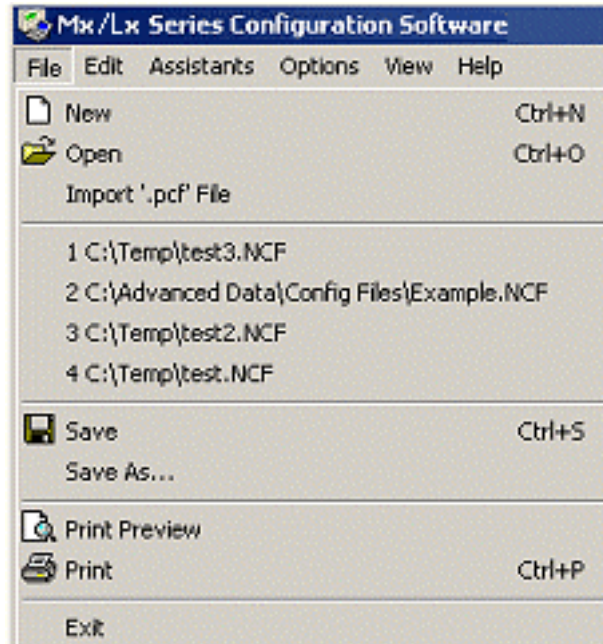 Mx/Lx Series Configuration Software
File Edit Assistants Options View Help
New Ctrl+N
Open Ctrl+O
Import '.pcf' File
1 C:\Temp\test3.NCF
2 C:\Advanced Data\Config Files\Example.NCF
3 C:\Temp\test2.NCF
4 C:\Temp\test.NCF
Save Ctrl+S
Save As...
Print Preview
Print Ctrl+P
Exit